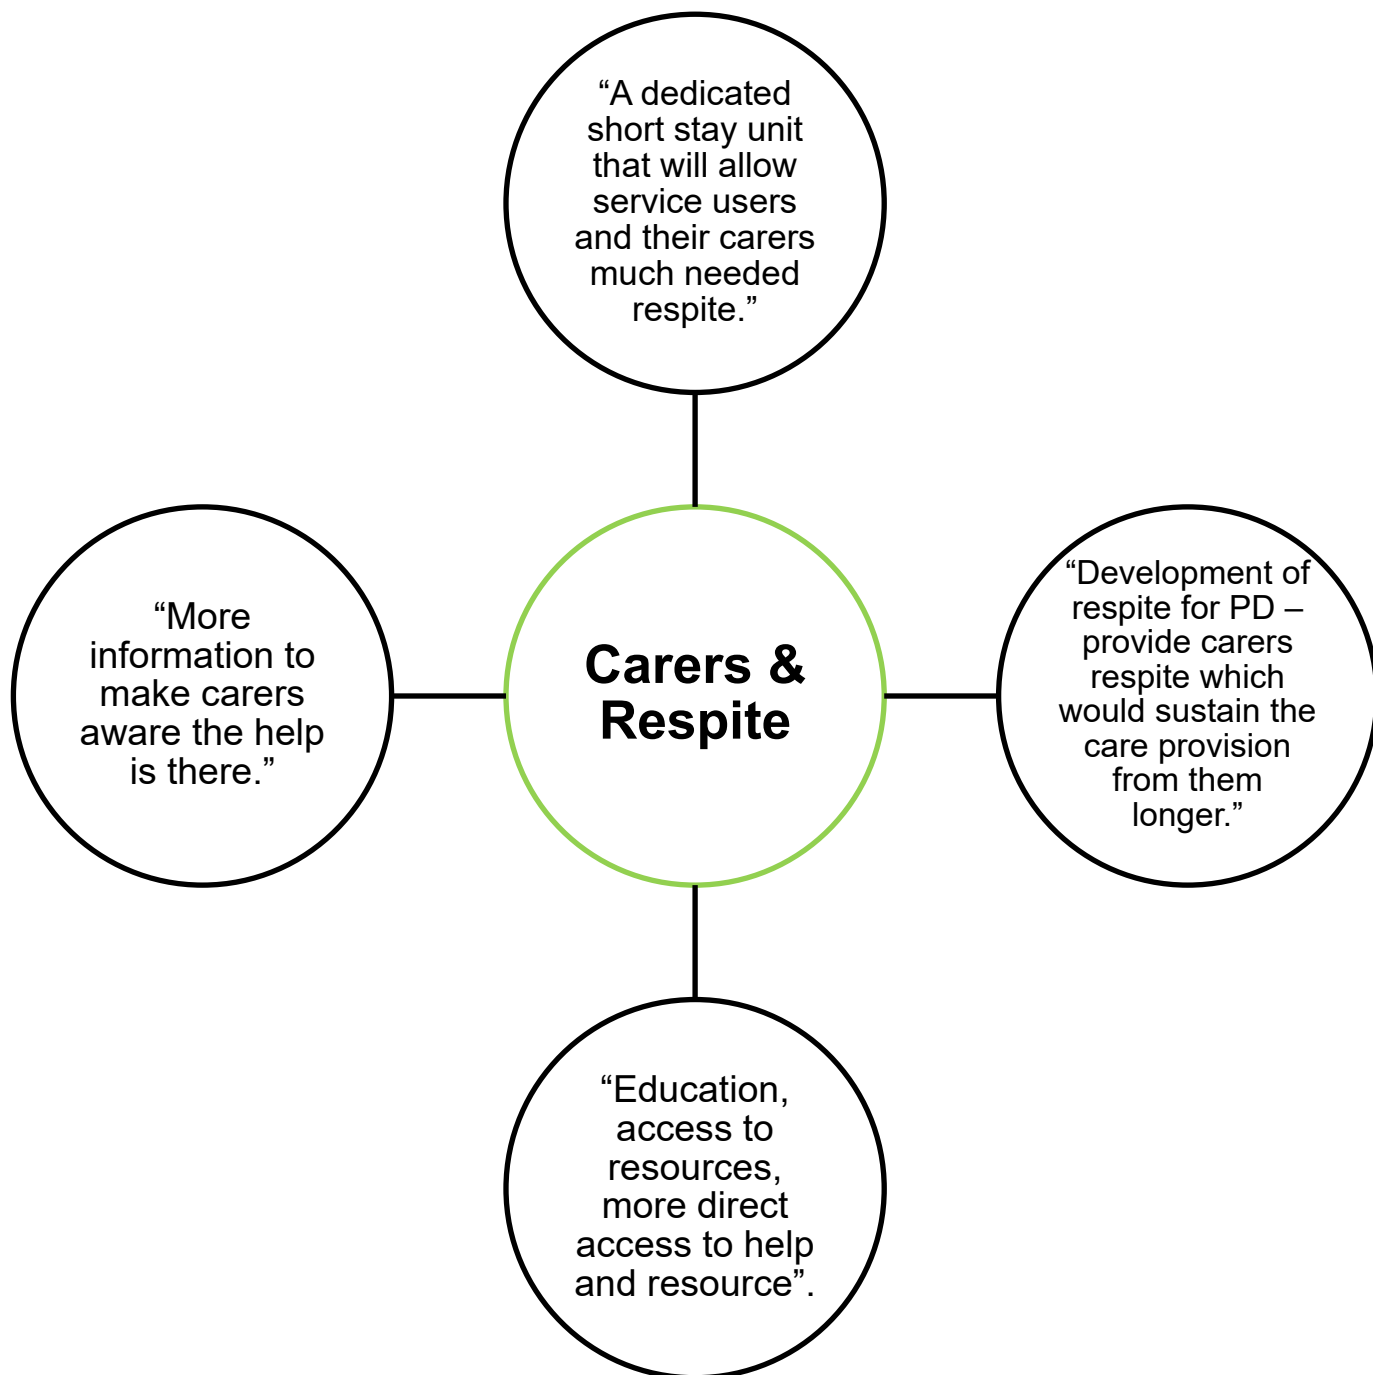 “A dedicated
short stay unit
that will allow
service users
and their carers
much needed
respite.”
“More
information to
make carers
aware the help
is there.”
Carers &
Respite
“Development of
respite for PD –
provide carers
respite which
would sustain the
care provision
from them
longer.”
“Education,
access to
resources,
more direct
access to help
and resource”.